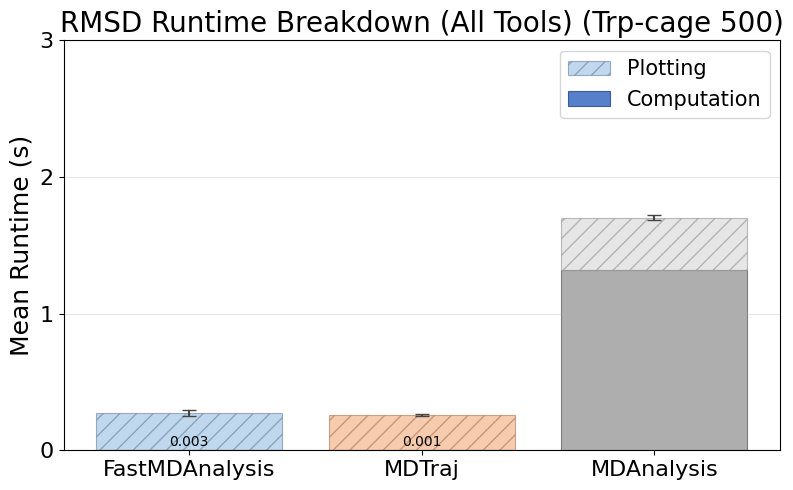 RMSD Runtime Breakdown (All Tools) (Trp-cage 500)
Mean Runtime (s)
3
2
1
0
Plotting
Computation
0.003
0.001
FastMDAnalysis
MDTraj
MDAnalysis